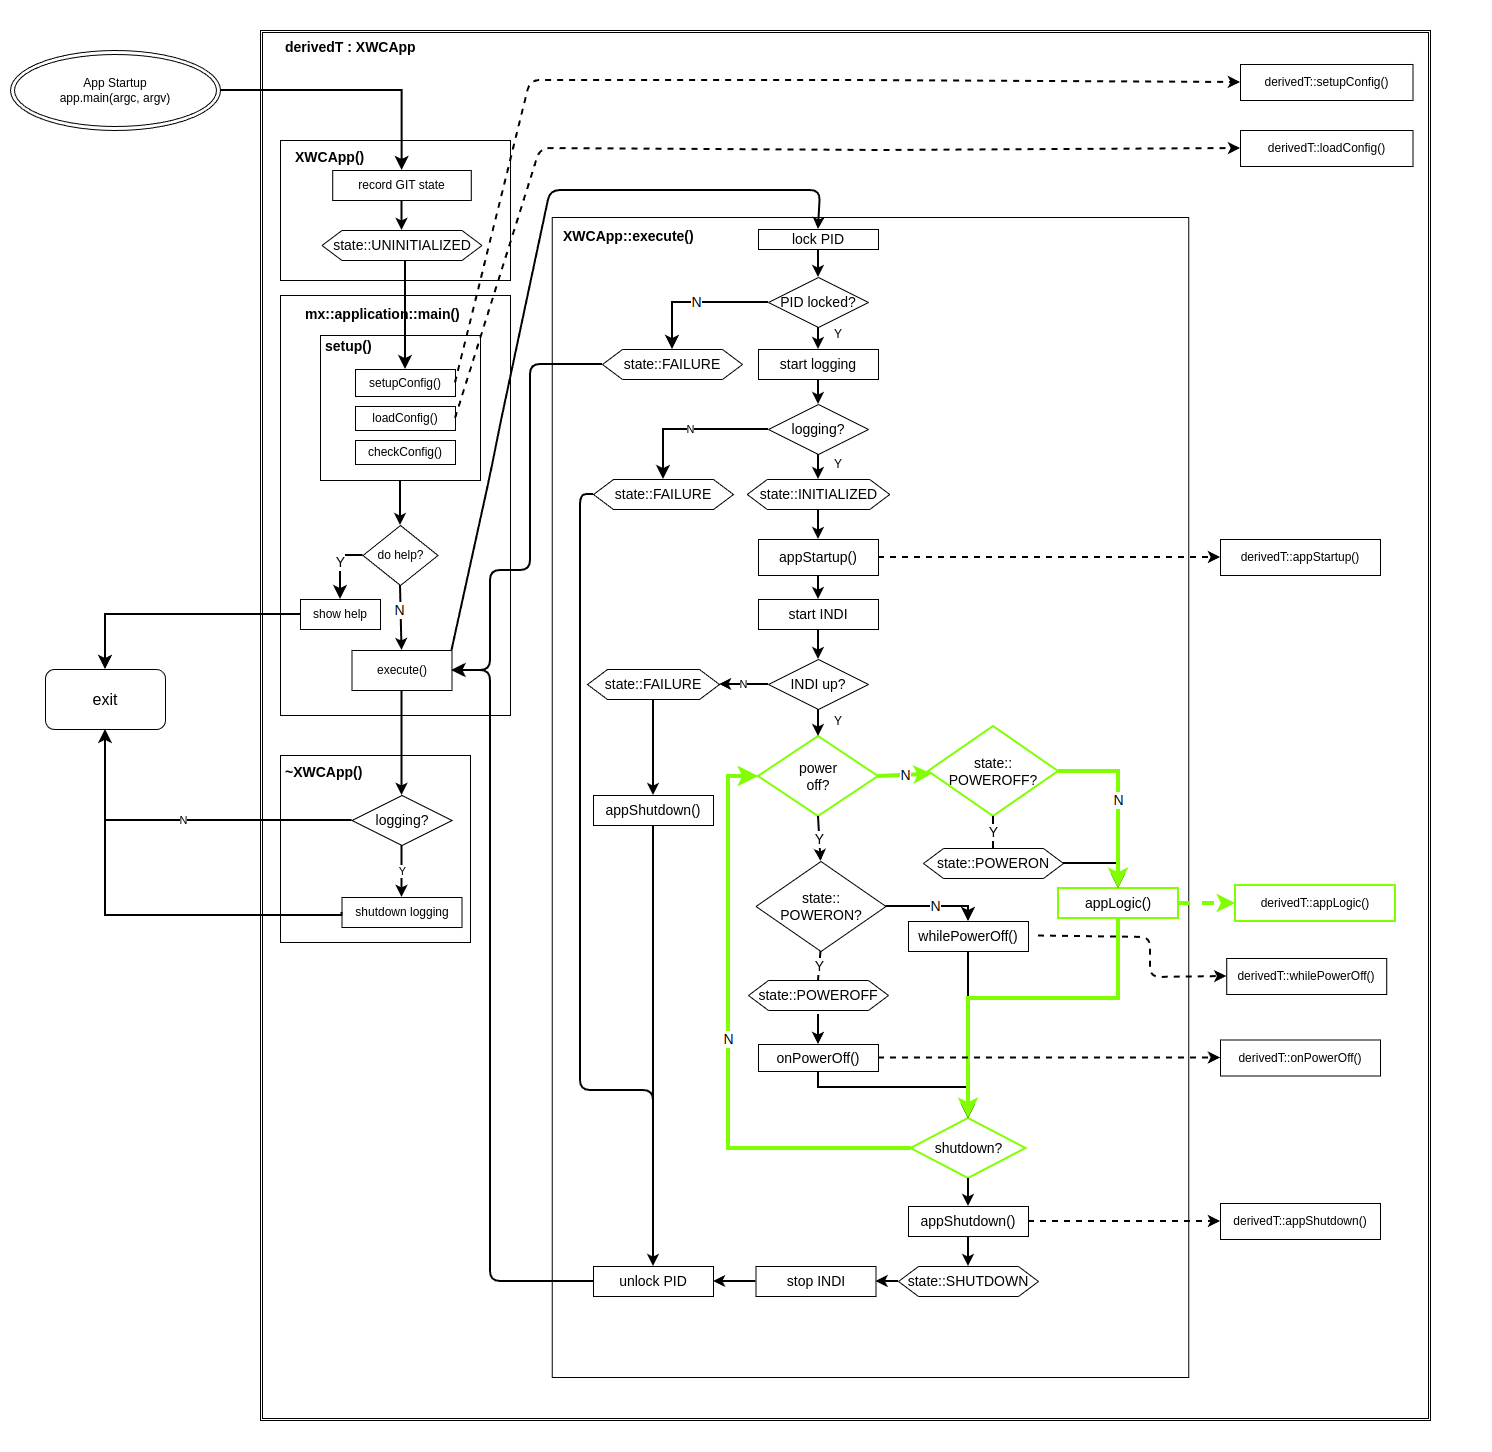 derivedT : XWCApp
App Startup
app.main(argc, argv)
derivedT::setupConfig()
derivedT::loadConfig()
XWCApp()
record GIT state
state::UNINITIALIZED
mx::application::main()
setup()
setupConfig()
loadConfig()
checkConfig()
do help?
Y
N
show help
execute()
exit
~XWCApp()
logging?
N
Y
shutdown logging
XWCApp::execute()
lock PID
PID locked?
N
Y
state::FAILURE
start logging
logging?
N
Y
state::FAILURE
state::INITIALIZED
appStartup()
derivedT::appStartup()
start INDI
INDI up?
N
Y
state::FAILURE
appShutdown()
power
off?
N
Y
state::
POWEROFF?
N
Y
state::POWERON
appLogic()
derivedT::appLogic()
state::
POWERON?
N
Y
whilePowerOff()
derivedT::whilePowerOff()
state::POWEROFF
onPowerOff()
derivedT::onPowerOff()
N
shutdown?
appShutdown()
derivedT::appShutdown()
state::SHUTDOWN
stop INDI
unlock PID